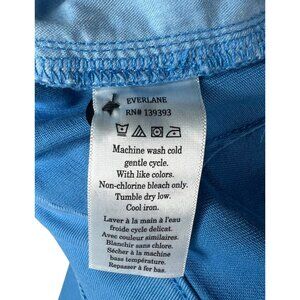 EVERLANE
RN# 139393
Machine wash cold
gentle cycle.
With like colors.
Non-chlorine bleach only.
Tumble dry low.
Cool iron.
Laver à la main à l'eau
froide cycle delicat.
Avec couleur similaires.
Blanchir sans chlore.
Sécher à la machine
bass température.
Repasser à fer bas.